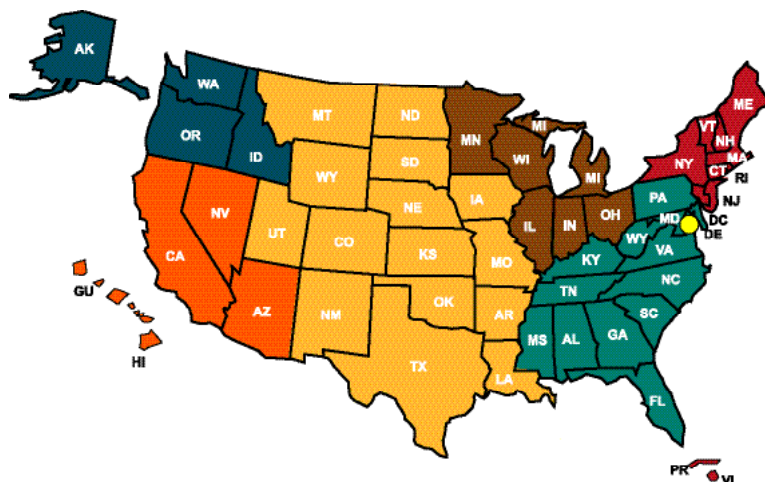 AK
WA
MT
ND
MN
MI
ME
VT
NH
OR
ID
SD
WI
NY
MA
WY
MI
CT
RI
IA
PA
NJ
NV
NE
IL
IN
OH
MD
DC
UT
CO
DE
CA
KS
MO
WY
VA
KY
GU
AZ
NM
OK
AR
TN
NC
SC
HI
MS
AL
GA
TX
LA
FL
PR
VI